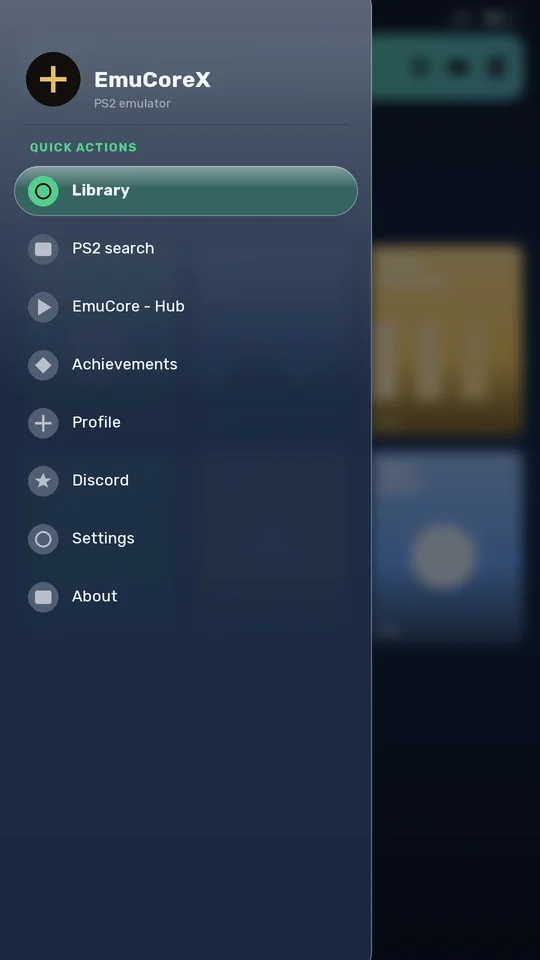 EmuCoreX
PS2 emulator
QUICK ACTIONS
Library
PS2 search
EmuCore - Hub
Achievements
Profile
Discord
Settings
About